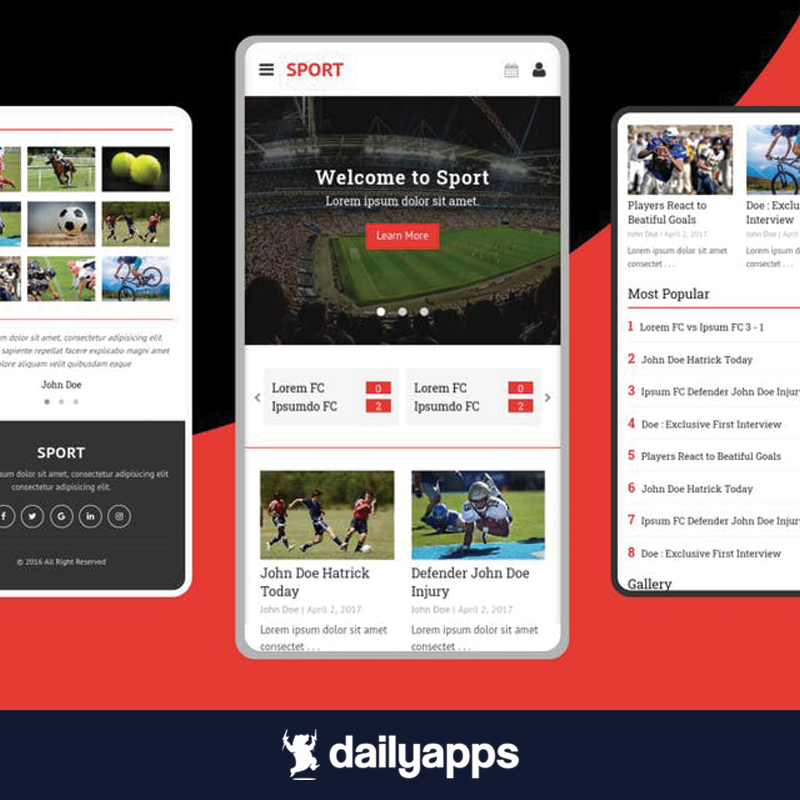 m dolor sit amet, consectetur adipisicing elit.
sapiente repellat facere explicabo magni amet
olore aliquam velit quibusdam eaque
John Doe
SPORT
sum dolor sit amet, consectetur adipisicing elit
consectetur adipisicing elit.
© 2016 All Right Reserved
SPORT
Welcome to Sport
Lorem ipsum dolor sit amet.
Learn More
Lorem FC 0
Ipsumdo FC 2
Lorem FC 0
Ipsumdo FC 2
John Doe Hatrick
Today
John Doe | April 2, 2017
Lorem ipsum dolor sit amet
consectet . . .
Defender John Doe
Injury
John Doe | April 2, 2017
Lorem ipsum dolor sit amet
consectet . . .
Players React to
Beatiful Goals
John Doe | April 2, 2017
Lorem ipsum dolor sit amet
consectet . . .
Doe : Exclu
Interview
John Doe | Ap
Lorem ipsum d
consectet . . .
Most Popular
1 Lorem FC vs Ipsum FC 3 - 1
2 John Doe Hatrick Today
3 Ipsum FC Defender John Doe Injur
4 Doe : Exclusive First Interview
5 Players React to Beatiful Goals
6 John Doe Hatrick Today
7 Ipsum FC Defender John Doe Injur
8 Doe : Exclusive First Interview
Gallery
dailyapps